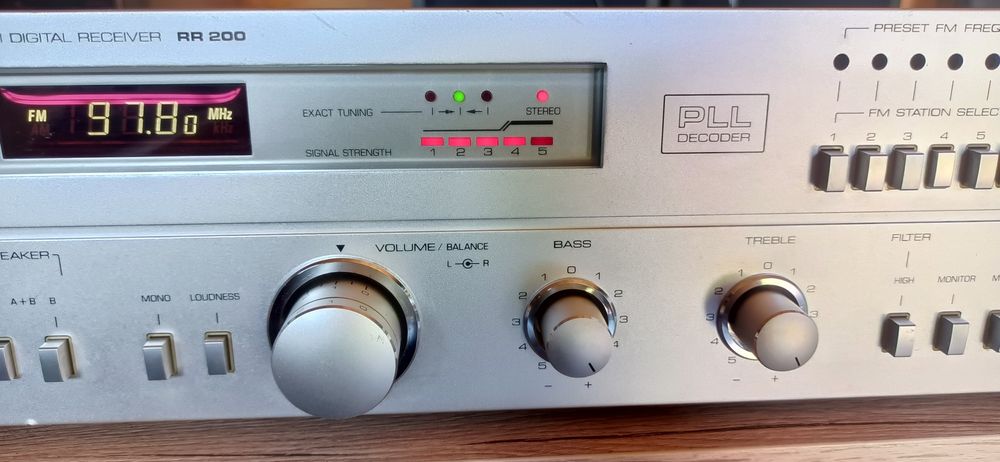 DIGITAL RECEIVER RR 200
PRESET FM FREQ
FM 97.80 MHz
AM KHz
EXACT TUNING
STEREO
SIGNAL STRENGTH 1 2 3 4 5
PLL
DECODER
FM STATION SELEC
1 2 3 4 5
EAKER
A+B B
MONO LOUDNESS
VOLUME / BALANCE
L R
BASS
1 0 1
2 2
3 3
4 4
5
- +
TREBLE
1 0 1
2 2
3 3
4 4
5
- +
FILTER
HIGH MONITOR M